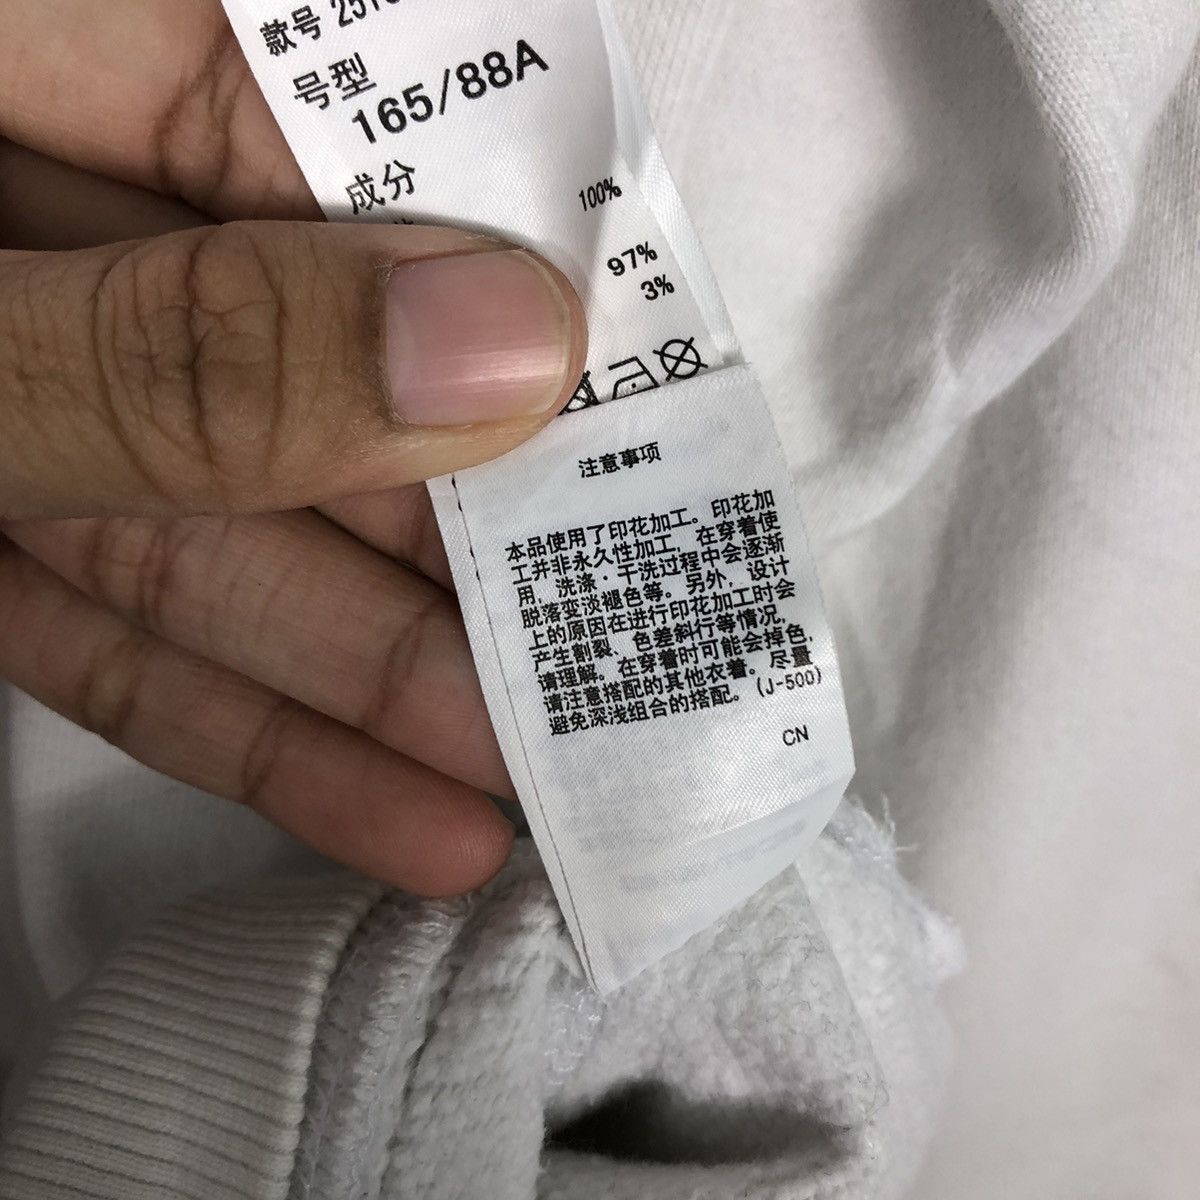 款号
号型
165/88A
成分
100%
97%
3%
注意事项
本品使用了印花加工。印花加
工并非永久性加工，在穿着使
用，洗涤·干洗过程中会逐渐
脱落变淡褪色等。另外，设计
上的原因在进行印花加工时会
产生割裂、色差斜行等情况，
请理解。在穿着时可能会掉色，
请注意搭配的其他衣着。尽量
避免深浅组合的搭配。(J-500)
CN